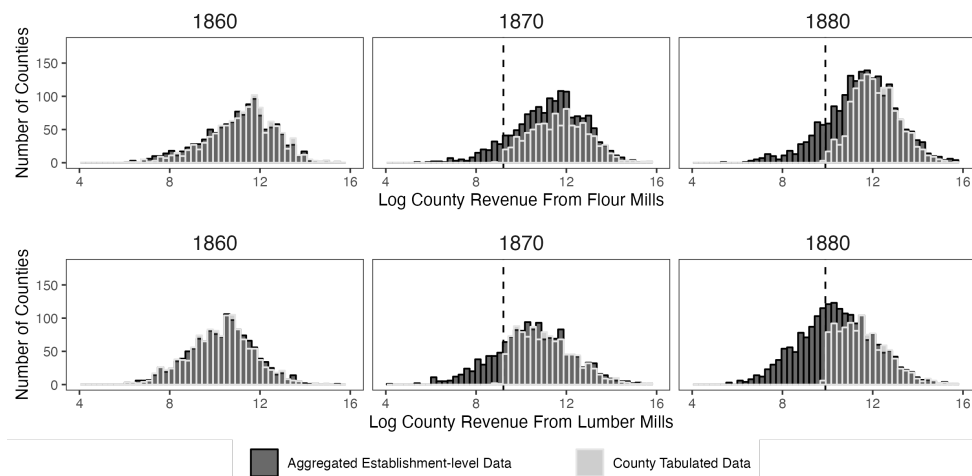 1860 1870 1880
Number of Counties
150
100
50
0
4 8 12 16 4 8 12 16 4 8 12 16
Log County Revenue From Flour Mills
1860 1870 1880
Number of Counties
150
100
50
0
4 8 12 16 4 8 12 16 4 8 12 16
Log County Revenue From Lumber Mills
Aggregated Establishment-level Data County Tabulated Data